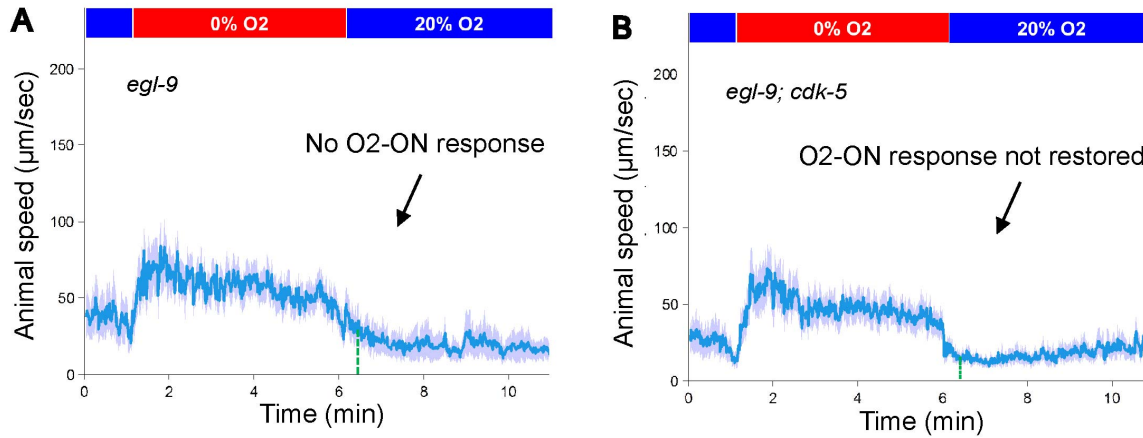 A
0% O2
20% O2
egl-9
No O2-ON response
200
150
100
50
0
Animal speed (µm/sec)
0 2 4 6 8 10
Time (min)
B
0% O2
20% O2
egl-9; cdk-5
O2-ON response not restored
200
150
100
50
0
Animal speed (µm/sec)
0 2 4 6 8 10
Time (min)